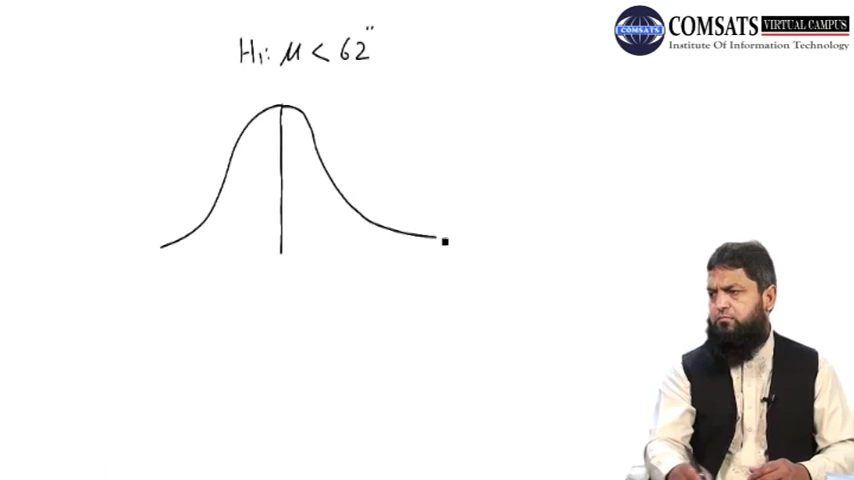 COMSATS VIRTUAL CAMPUS
COMSATS
Institute Of Information Technology
H₁: μ < 62"